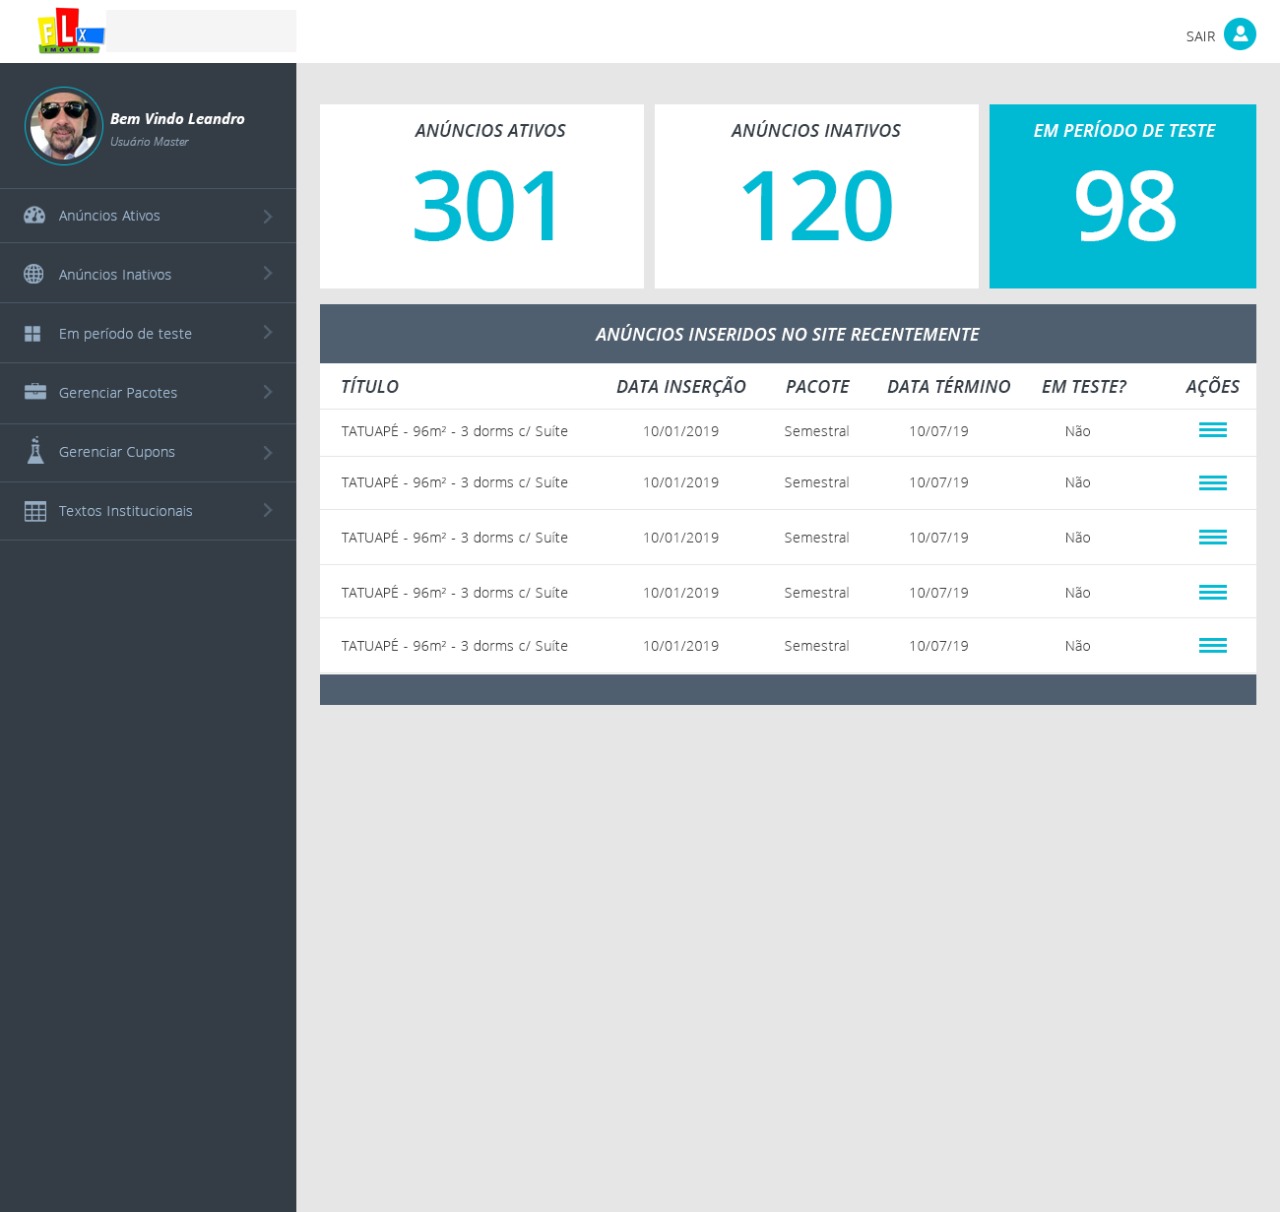 FLX
IMÓVEIS
SAIR
Bem Vindo Leandro
Usuário Master
Anúncios Ativos
Anúncios Inativos
Em período de teste
Gerenciar Pacotes
Gerenciar Cupons
Textos Institucionais
ANÚNCIOS ATIVOS
301
ANÚNCIOS INATIVOS
120
EM PERÍODO DE TESTE
98
ANÚNCIOS INSERIDOS NO SITE RECENTEMENTE
TÍTULO DATA INSERÇÃO PACOTE DATA TÉRMINO EM TESTE? AÇÕES
TATUAPÉ - 96m² - 3 dorms c/ Suíte 10/01/2019 Semestral 10/07/19 Não
TATUAPÉ - 96m² - 3 dorms c/ Suíte 10/01/2019 Semestral 10/07/19 Não
TATUAPÉ - 96m² - 3 dorms c/ Suíte 10/01/2019 Semestral 10/07/19 Não
TATUAPÉ - 96m² - 3 dorms c/ Suíte 10/01/2019 Semestral 10/07/19 Não
TATUAPÉ - 96m² - 3 dorms c/ Suíte 10/01/2019 Semestral 10/07/19 Não